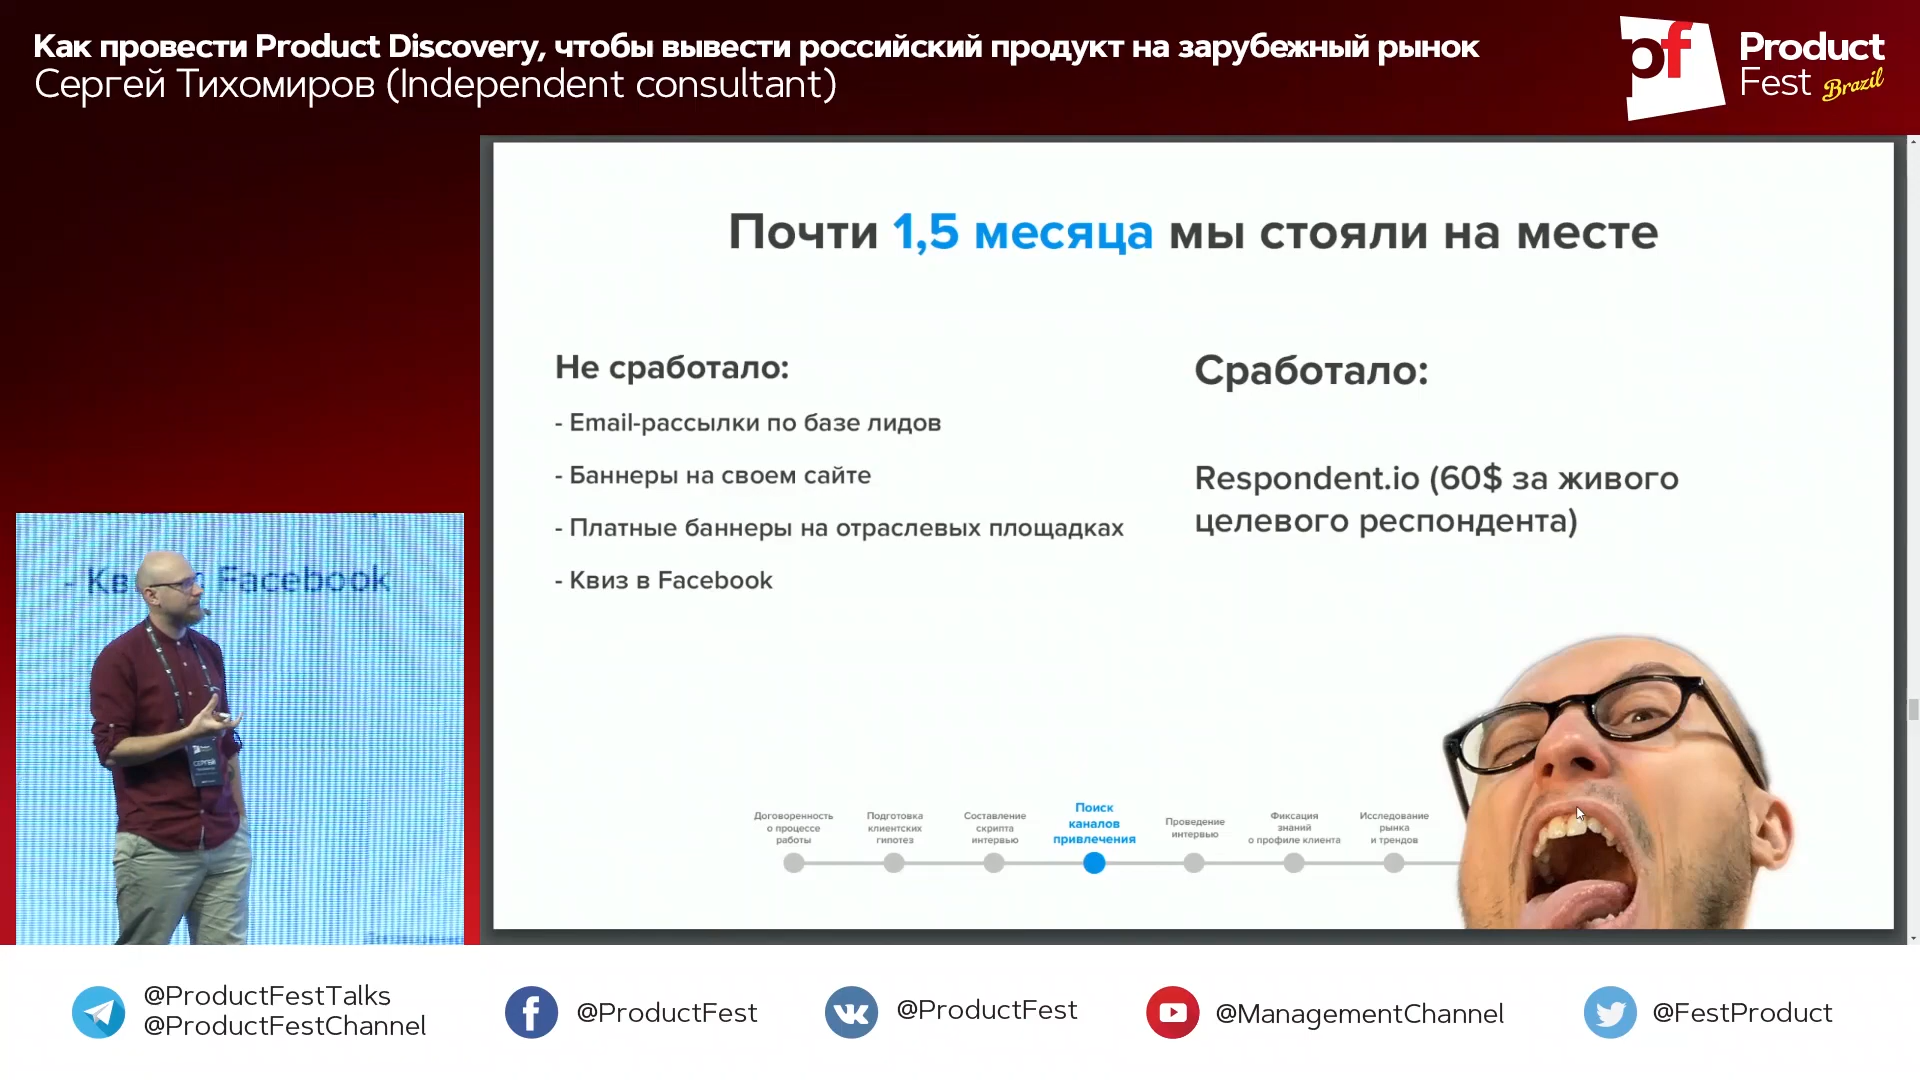 Как провести Product Discovery, чтобы вывести российский продукт на зарубежный рынок
Сергей Тихомиров (Independent consultant)
pf
Product
Fest Brazil
Почти 1,5 месяца мы стояли на месте
Не сработало:
- Email-рассылки по базе лидов
- Баннеры на своем сайте
- Платные баннеры на отраслевых площадках
- Квиз в Facebook
Сработало:
Respondent.io (60$ за живого
целевого респондента)
Договоренность
о процессе
работы
Подготовка
клиентских
гипотез
Составление
скрипта
интервью
Поиск
каналов
привлечения
Проведение
интервью
Фиксация
знаний
о профиле клиента
Исследование
рынка
и трендов
- Кв Facebook
СЕРГЕЙ
@ProductFestTalks
@ProductFestChannel
@ProductFest
@ProductFest
@ManagementChannel
@FestProduct